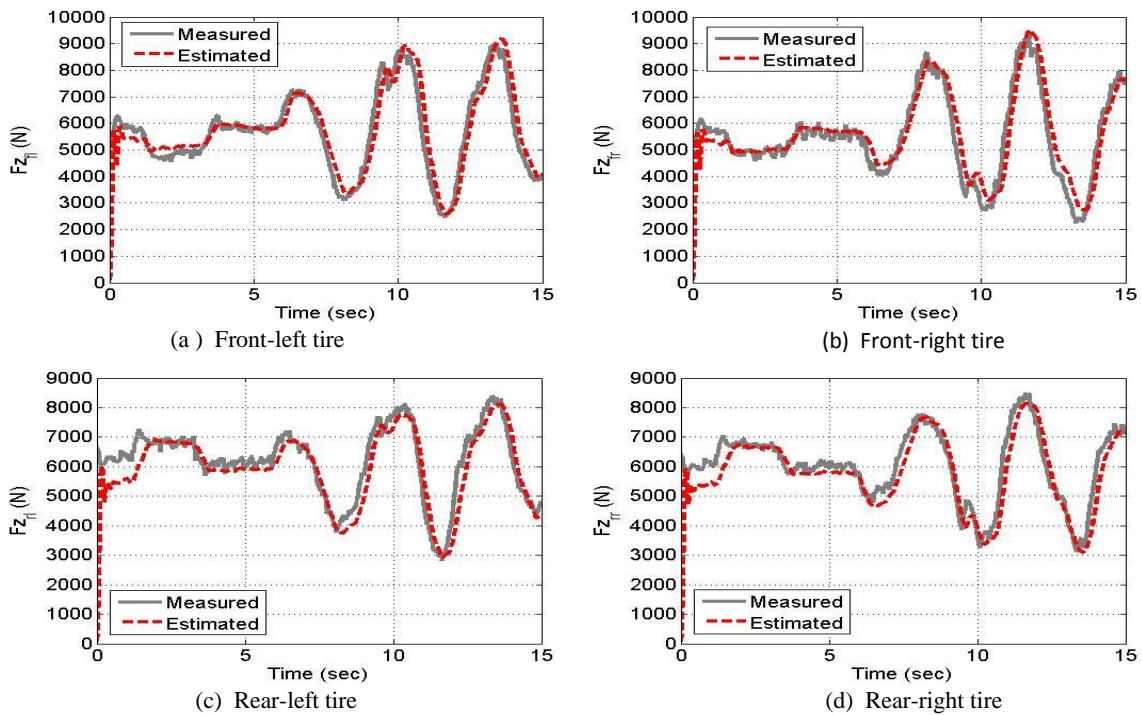 10000
9000
8000
7000
6000
5000
4000
3000
2000
1000
0
Fz_fl (N)
Measured
Estimated
0 5 10 15
Time (sec)
(a ) Front-left tire
10000
9000
8000
7000
6000
5000
4000
3000
2000
1000
0
Fz_fr (N)
Measured
Estimated
0 5 10 15
Time (sec)
(b) Front-right tire
9000
8000
7000
6000
5000
4000
3000
2000
1000
0
Fz_rl (N)
Measured
Estimated
0 5 10 15
Time (sec)
(c) Rear-left tire
9000
8000
7000
6000
5000
4000
3000
2000
1000
0
Fz_rr (N)
Measured
Estimated
0 5 10 15
Time (sec)
(d) Rear-right tire